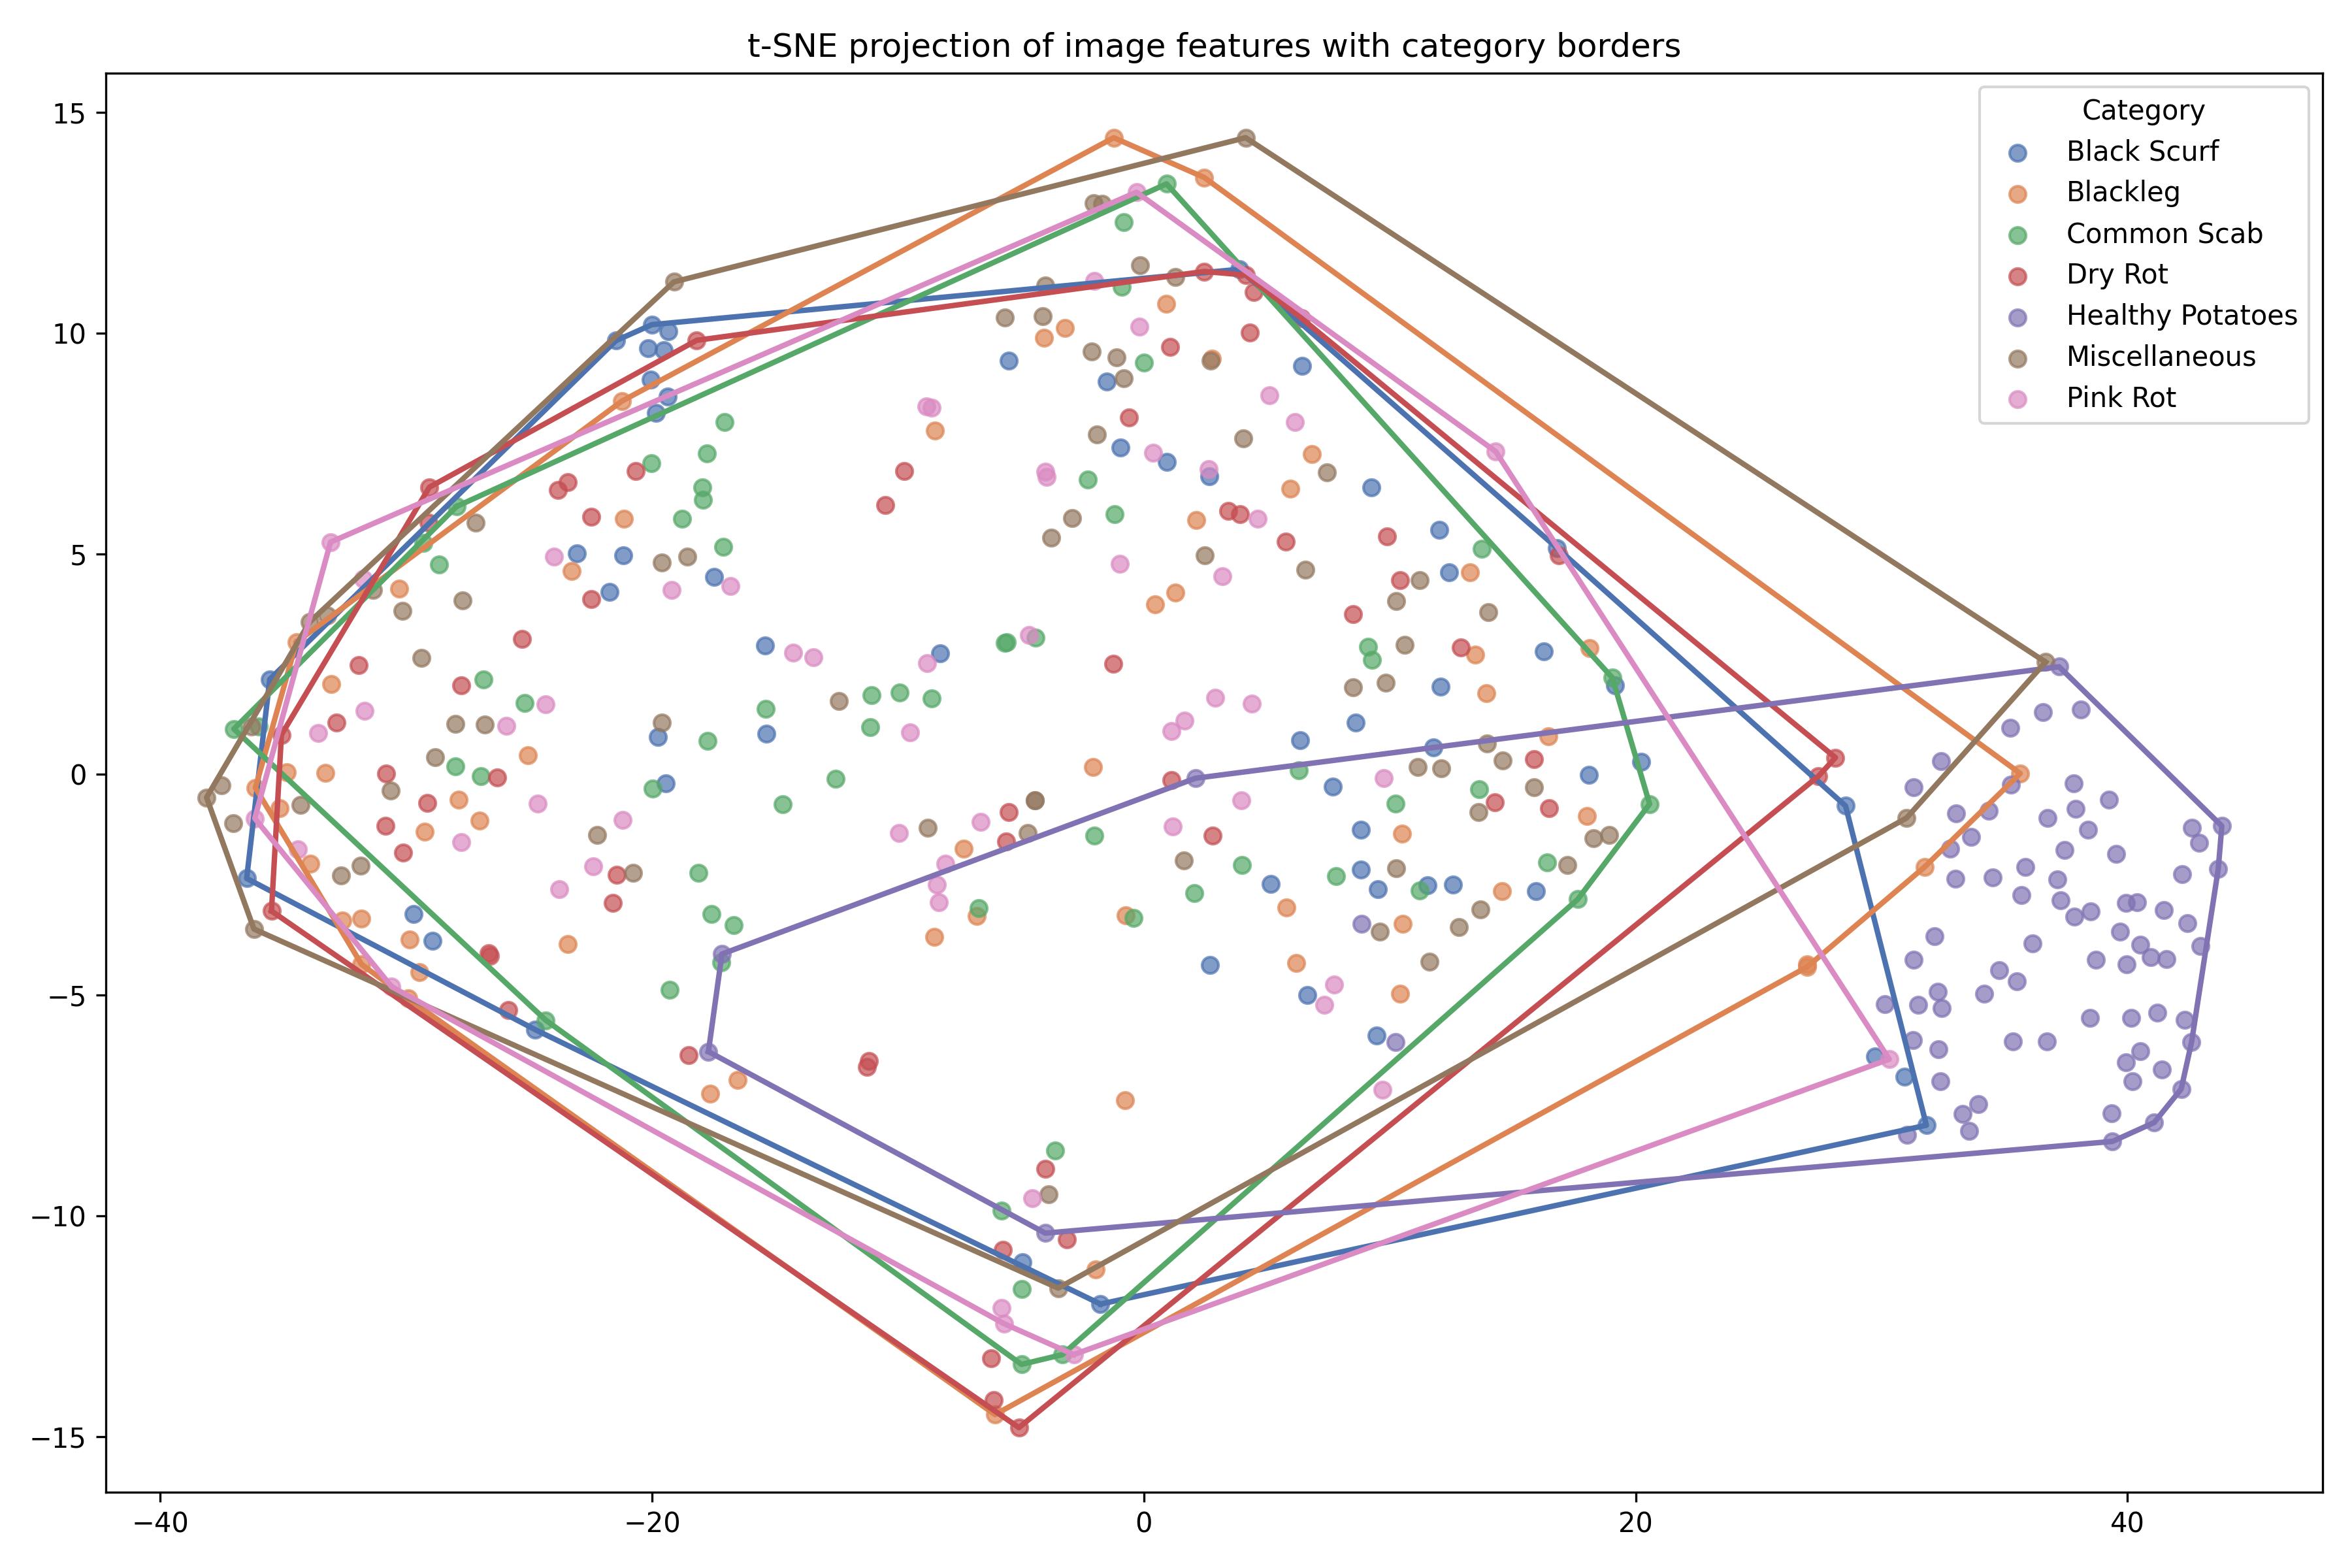 t-SNE projection of image features with category borders
Category
Black Scurf
Blackleg
Common Scab
Dry Rot
Healthy Potatoes
Miscellaneous
Pink Rot
15
10
5
0
−5
−10
−15
−40
−20
0
20
40